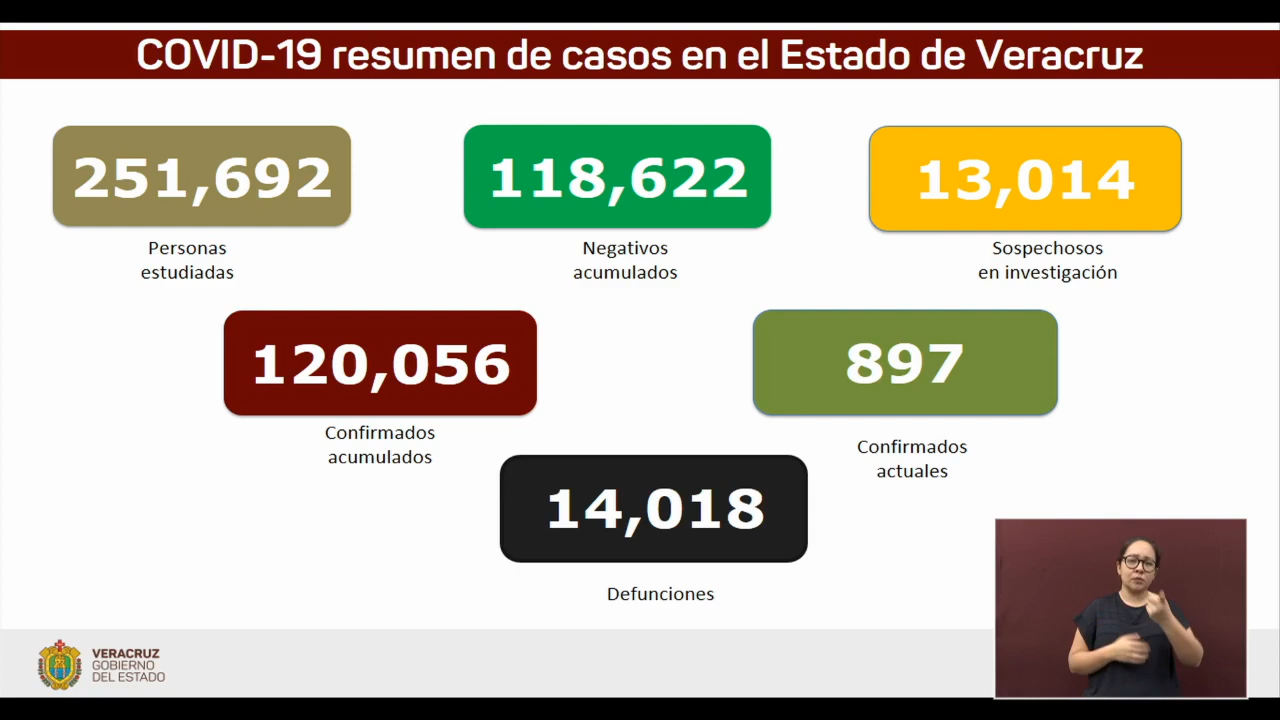 COVID-19 resumen de casos en el Estado de Veracruz
251,692
Personas
estudiadas
118,622
Negativos
acumulados
13,014
Sospechosos
en investigación
120,056
Confirmados
acumulados
897
Confirmados
actuales
14,018
Defunciones
VERACRUZ
GOBIERNO
DEL ESTADO